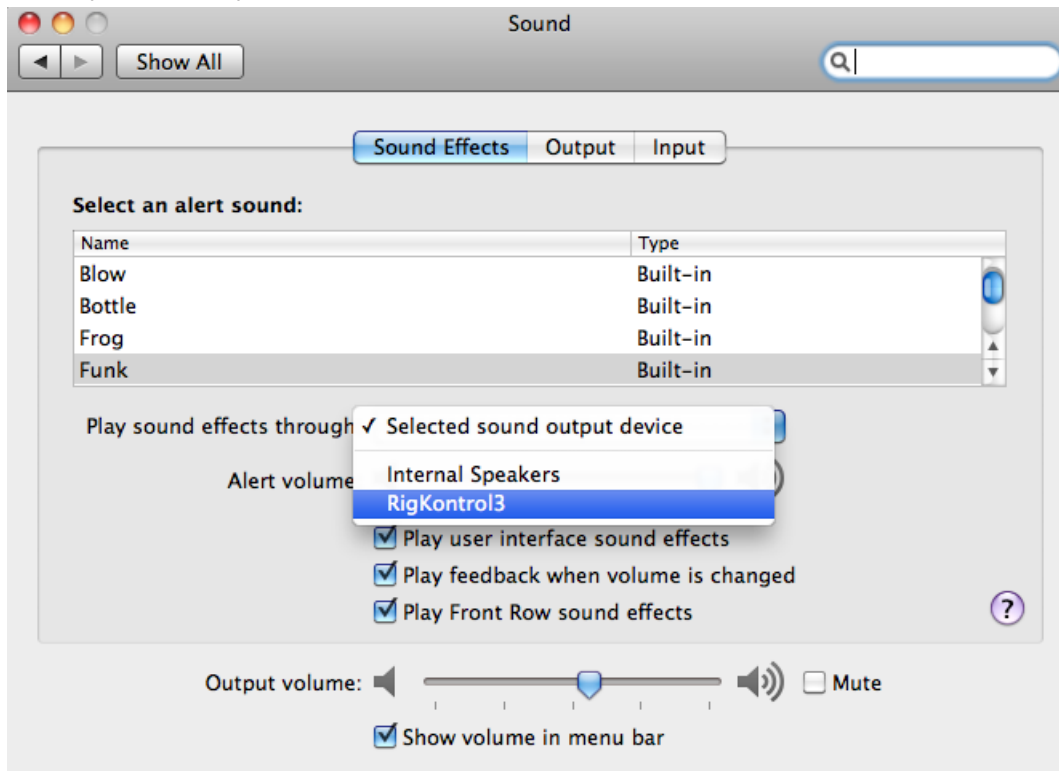 Sound
Show All
Sound Effects Output Input
Select an alert sound:
Name Type
Blow Built-in
Bottle Built-in
Frog Built-in
Funk Built-in
Play sound effects through ✓ Selected sound output device
Internal Speakers
Alert volume
RigKontrol3
Play user interface sound effects
Play feedback when volume is changed
Play Front Row sound effects
?
Output volume: Mute
Show volume in menu bar